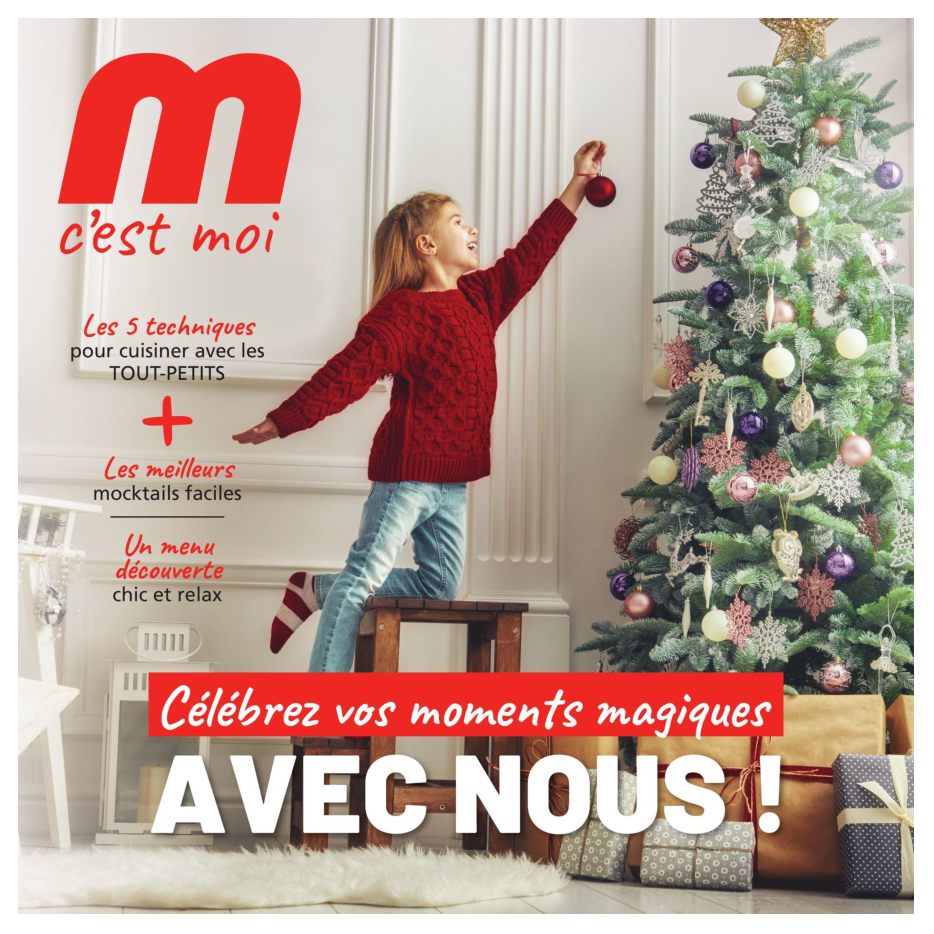 m
c'est moi
Les 5 techniques
pour cuisiner avec les
TOUT-PETITS
+
Les meilleurs
mocktails faciles
Un menu
découverte
chic et relax
Célébrez vos moments magiques
AVEC NOUS !